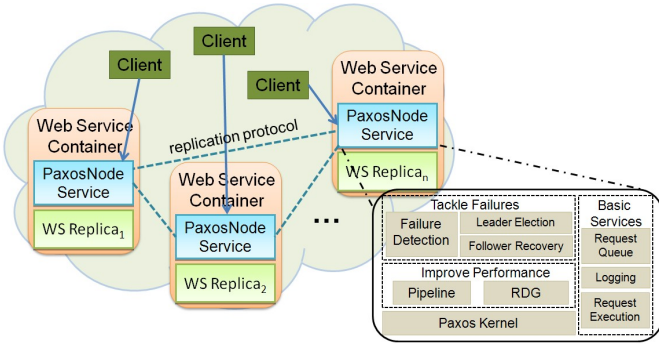 Client
Client
Client
Web Service
Container
PaxosNode
Service
WS Replica1
Web Service
Container
PaxosNode
Service
WS Replica2
Web Service
Container
PaxosNode
Service
WS Replican
replication protocol
...
Tackle Failures
Failure
Detection
Leader Election
Follower Recovery
Improve Performance
Pipeline
RDG
Paxos Kernel
Basic
Services
Request
Queue
Logging
Request
Execution